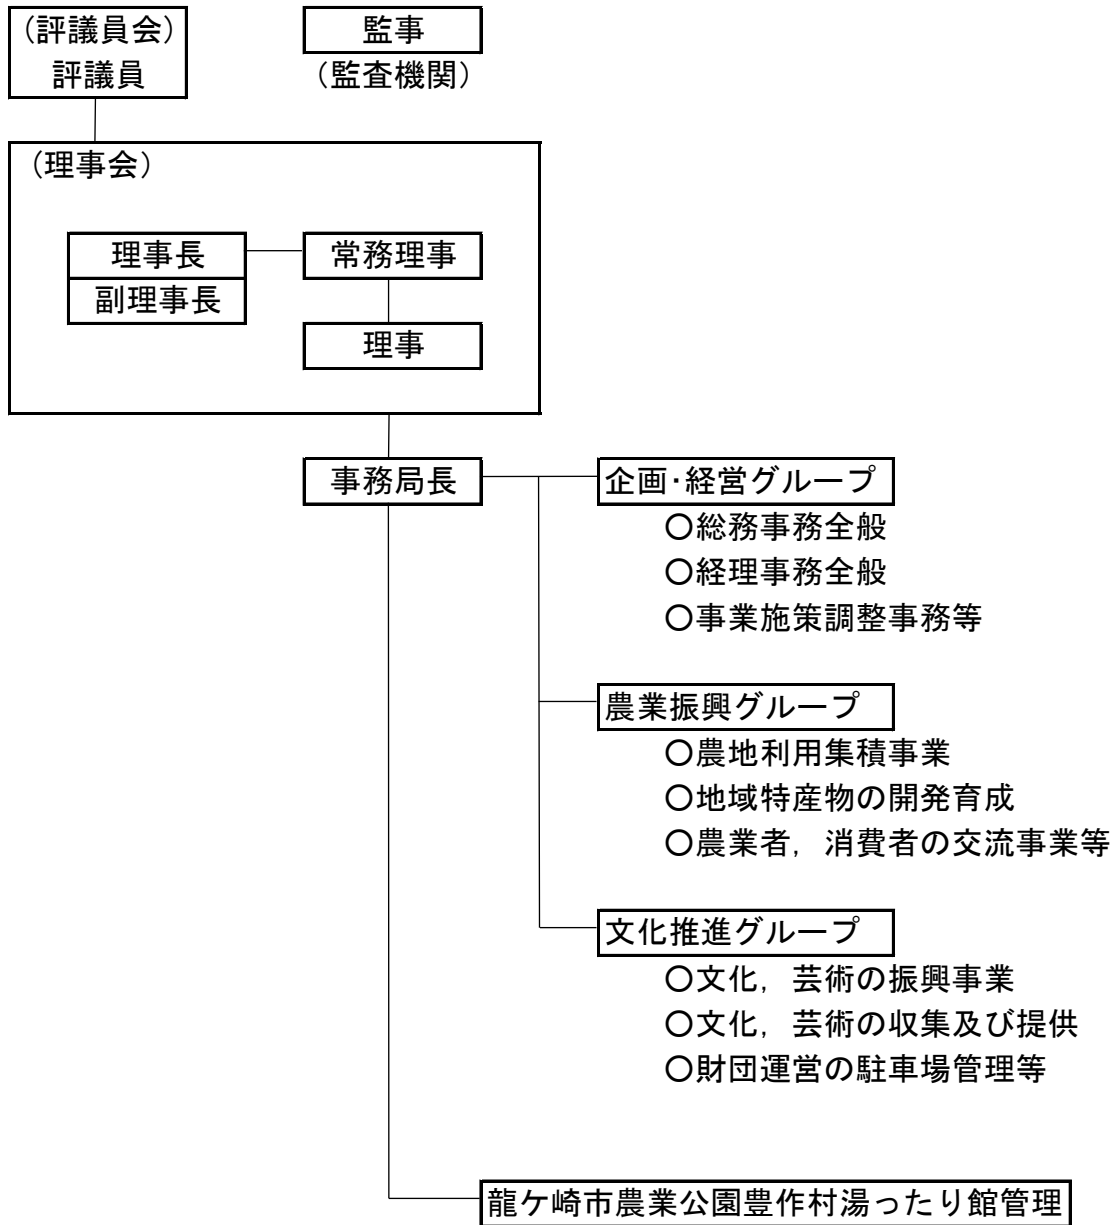 （評議員会）
評議員
監事
（監査機関）
（理事会）
理事長
常務理事
副理事長
理事
事務局長
企画・経営グループ
○総務事務全般
○経理事務全般
○事業施策調整事務等
農業振興グループ
○農地利用集積事業
○地域特産物の開発育成
○農業者，消費者の交流事業等
文化推進グループ
○文化，芸術の振興事業
○文化，芸術の収集及び提供
○財団運営の駐車場管理等
龍ケ崎市農業公園豊作村湯ったり館管理